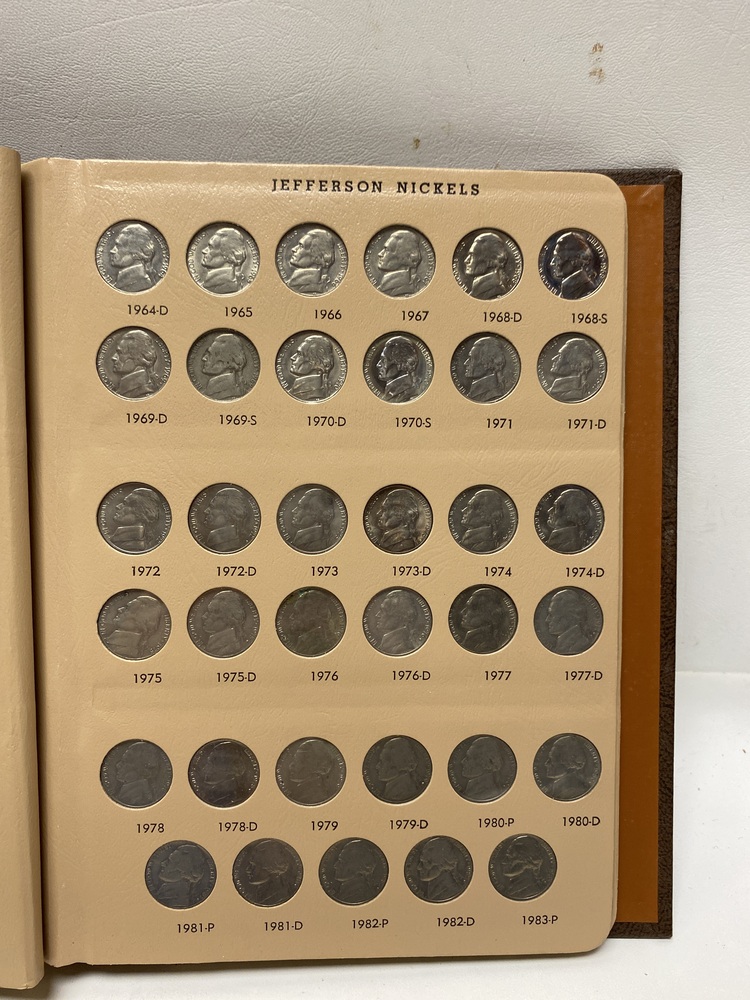 JEFFERSON NICKELS
1964-D 1965 1966 1967 1968-D 1968-S
1969-D 1969-S 1970-D 1970-S 1971 1971-D
1972 1972-D 1973 1973-D 1974 1974-D
1975 1975-D 1976 1976-D 1977 1977-D
1978 1978-D 1979 1979-D 1980-P 1980-D
1981-P 1981-D 1982-P 1982-D 1983-P